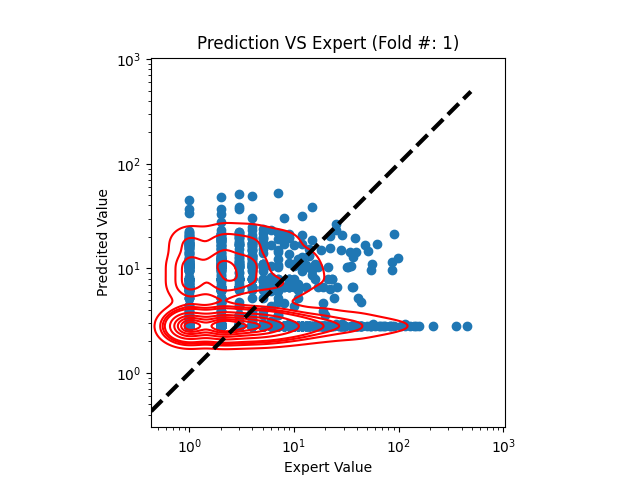 Prediction VS Expert (Fold #: 1)
10³
10²
10¹
10⁰
Predcited Value
10⁰ 10¹ 10² 10³
Expert Value